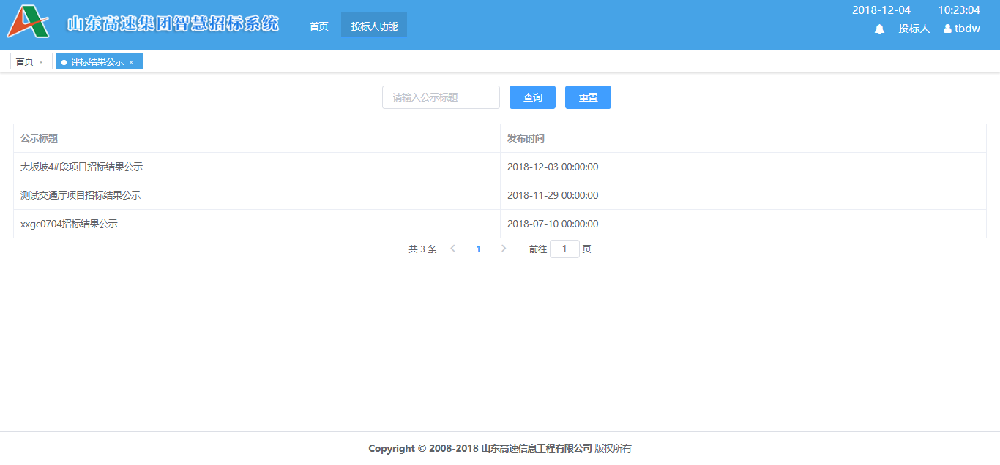 山东高速集团智慧招标系统 首页 投标人功能 2018-12-04 10:23:04
投标人 tbdw
首页 × 评标结果公示 ×
请输入公示标题 查询 重置
公示标题 发布时间
大坂坡4#段项目招标结果公示 2018-12-03 00:00:00
测试交通厅项目招标结果公示 2018-11-29 00:00:00
xxgc0704招标结果公示 2018-07-10 00:00:00
共 3 条 1 前往 1 页
Copyright © 2008-2018 山东高速信息工程有限公司 版权所有